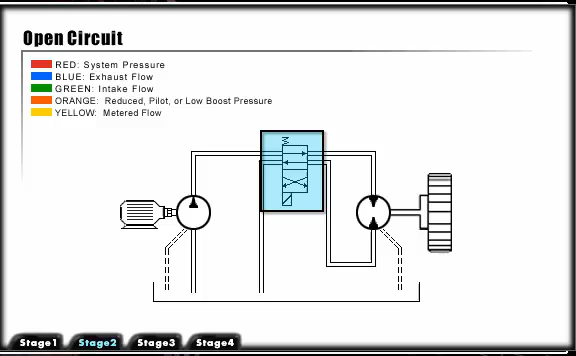 Open Circuit
RED: System Pressure
BLUE: Exhaust Flow
GREEN: Intake Flow
ORANGE: Reduced, Pilot, or Low Boost Pressure
YELLOW: Metered Flow
Stage1 Stage2 Stage3 Stage4